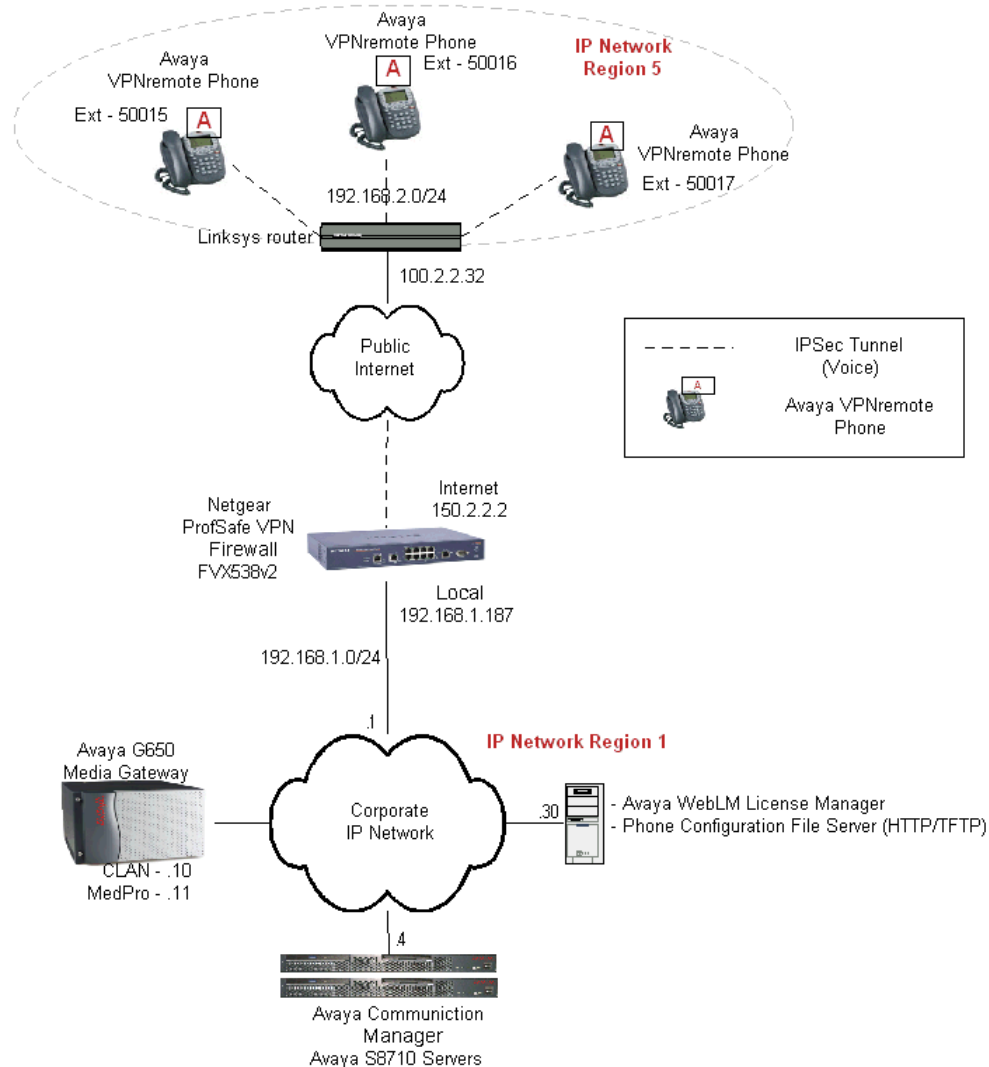 Avaya
VPNremote Phone
Ext - 50016
IP Network
Region 5
Avaya
VPNremote Phone
Ext - 50015
A
A
A
Avaya
VPNremote Phone
Ext - 50017
192.168.2.0/24
Linksys router
100.2.2.32
Public
Internet
IPSec Tunnel
(Voice)
A
Avaya VPNremote
Phone
Internet
150.2.2.2
Netgear
ProfSafe VPN
Firewall
FVX538v2
Local
192.168.1.187
192.168.1.0/24
.1
IP Network Region 1
Avaya G650
Media Gateway
Corporate
IP Network
.30
- Avaya WebLM License Manager
- Phone Configuration File Server (HTTP/TFTP)
CLAN - .10
MedPro - .11
.4
Avaya Communiction
Manager
Avaya S8710 Servers